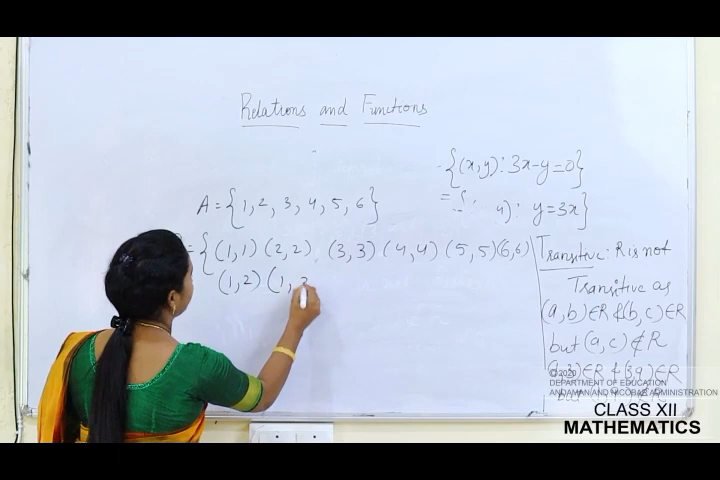 Relations and Functions
{(x,y): 3x-y=0}
y): y=3x}
A={1,2,3,4,5,6}
={(1,1) (2,2), (3,3) (4,4) (5,5)(6,6)
(1,2) (1,
Transitive: R is not
Transitive as
(a,b)∈R & (b,c)∈R
but (a,c)∉R
∈R & (3,9)∈R
©2020
DEPARTMENT OF EDUCATION
ANDAMAN AND NICOBAR ADMINISTRATION
CLASS XII
MATHEMATICS